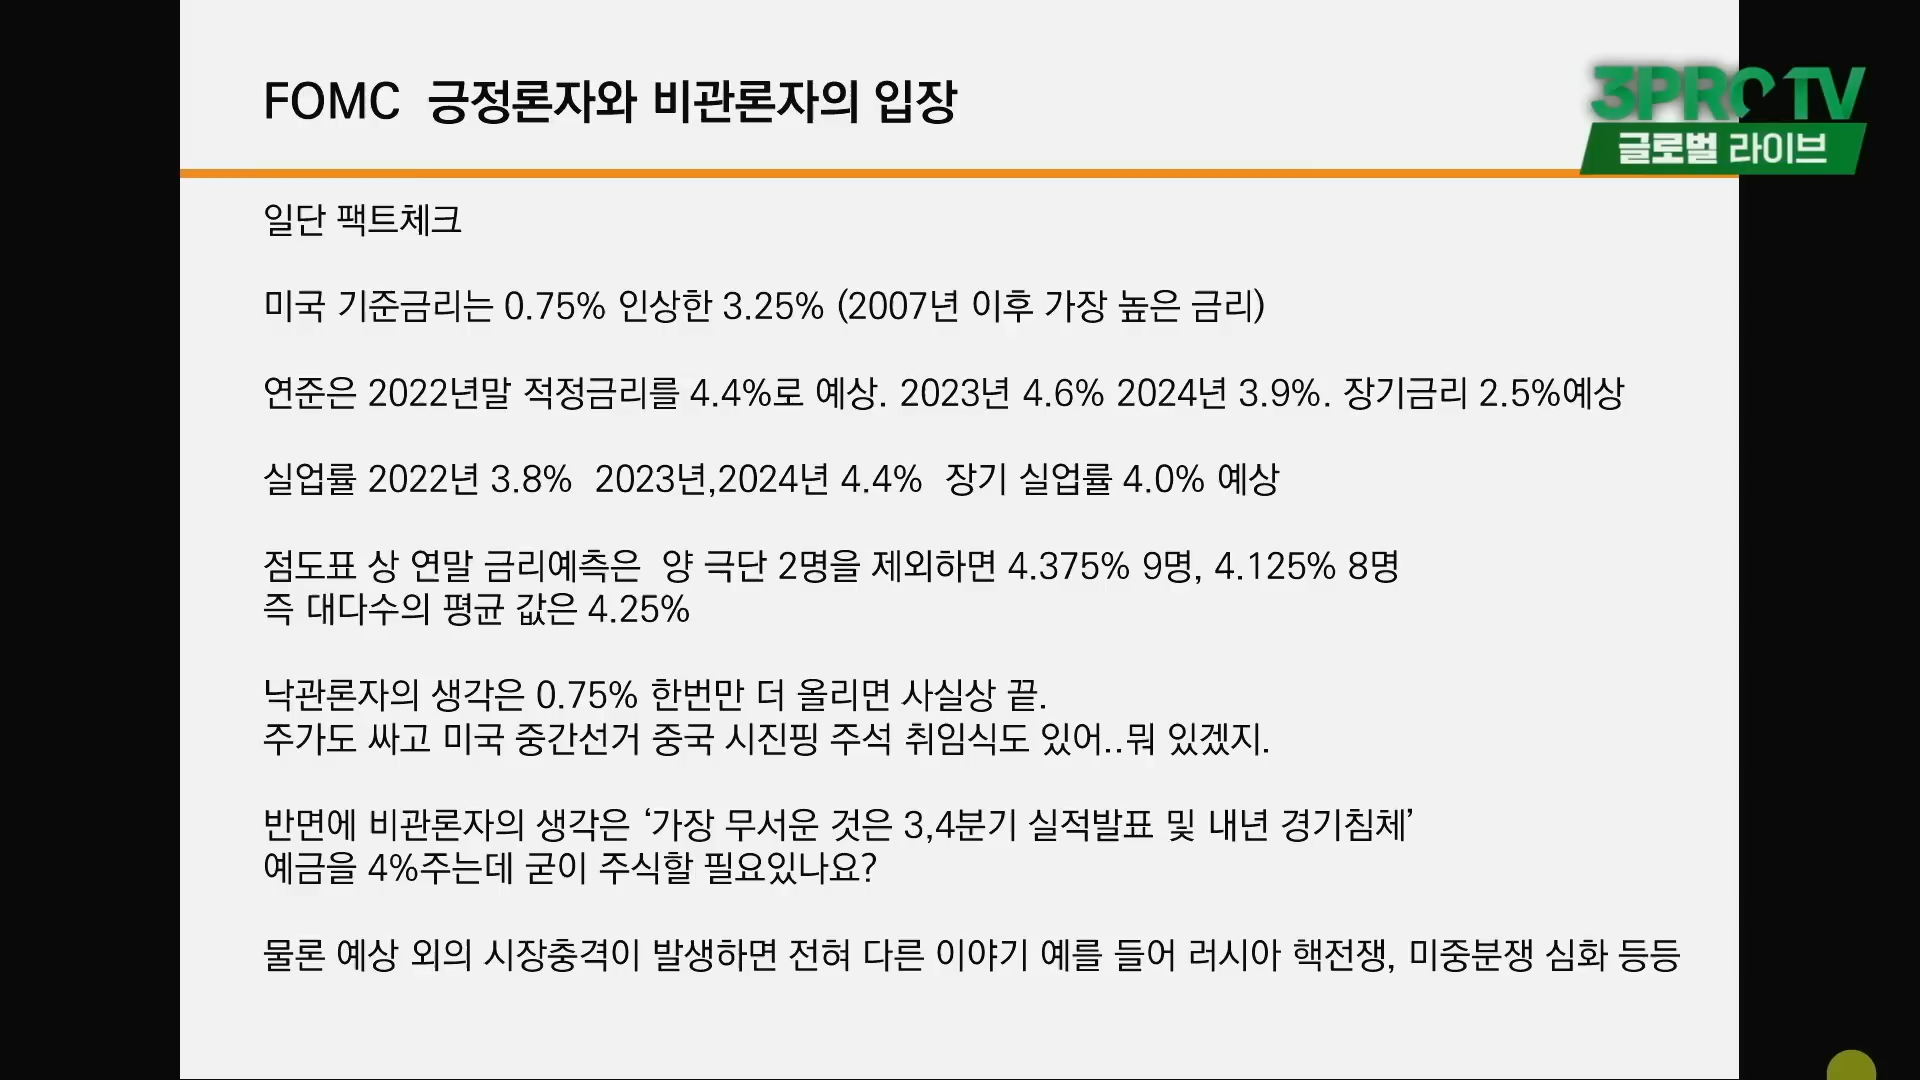 FOMC 긍정론자와 비관론자의 입장
3PRO TV
글로벌 라이브
일단 팩트체크
미국 기준금리는 0.75% 인상한 3.25% (2007년 이후 가장 높은 금리)
연준은 2022년말 적정금리를 4.4%로 예상. 2023년 4.6% 2024년 3.9%. 장기금리 2.5%예상
실업률 2022년 3.8% 2023년,2024년 4.4% 장기 실업률 4.0% 예상
점도표 상 연말 금리예측은 양 극단 2명을 제외하면 4.375% 9명, 4.125% 8명
즉 대다수의 평균 값은 4.25%
낙관론자의 생각은 0.75% 한번만 더 올리면 사실상 끝.
주가도 싸고 미국 중간선거 중국 시진핑 주석 취임식도 있어..뭐 있겠지.
반면에 비관론자의 생각은 ‘가장 무서운 것은 3,4분기 실적발표 및 내년 경기침체’
예금을 4%주는데 굳이 주식할 필요있나요?
물론 예상 외의 시장충격이 발생하면 전혀 다른 이야기 예를 들어 러시아 핵전쟁, 미중분쟁 심화 등등